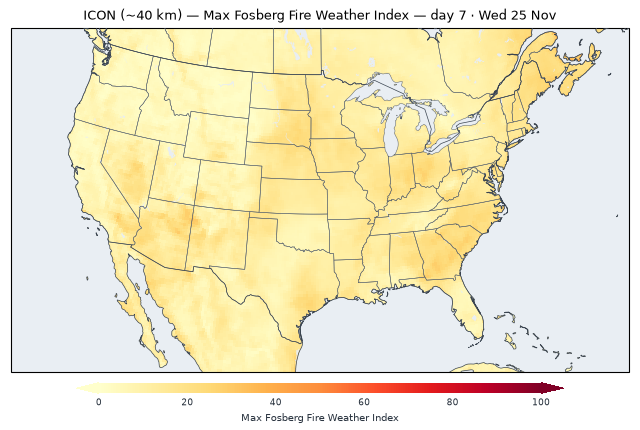 ICON (~40 km) — Max Fosberg Fire Weather Index — day 7 · Wed 25 Nov
0 20 40 60 80 100
Max Fosberg Fire Weather Index